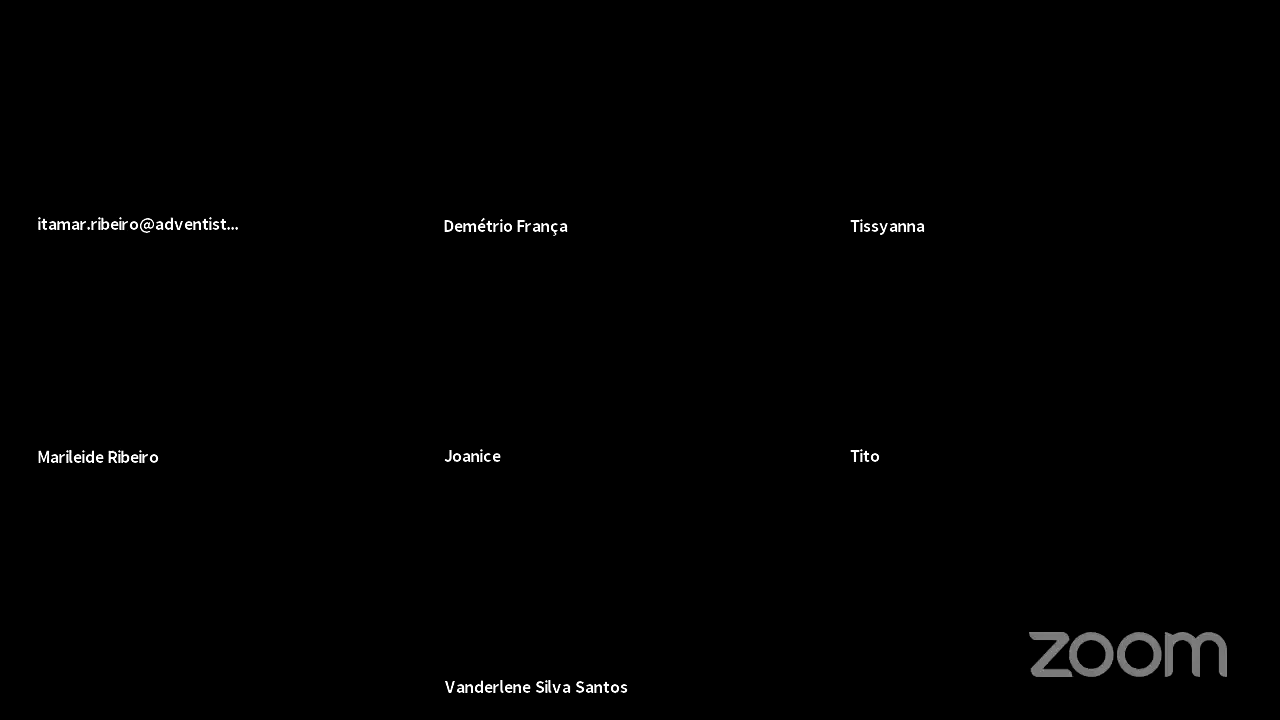 itamar.ribeiro@adventist...
Demétrio França
Tissyanna
Marileide Ribeiro
Joanice
Tito
zoom
Vanderlene Silva Santos